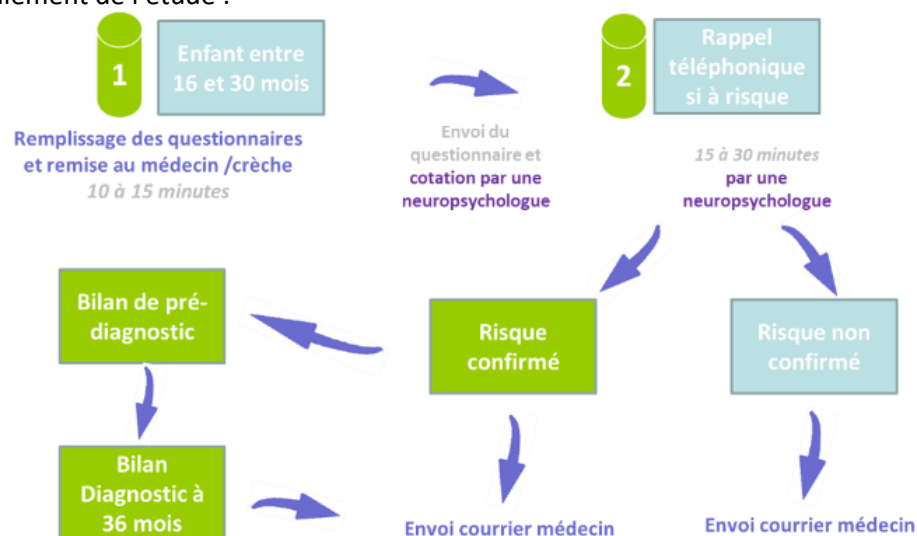 1
Enfant entre
16 et 30 mois
2
Rappel
téléphonique
si à risque
Remplissage des questionnaires
et remise au médecin /crèche
10 à 15 minutes
Envoi du
questionnaire et
cotation par une
neuropsychologue
15 à 30 minutes
par une
neuropsychologue
Bilan de pré-
diagnostic
Risque
confirmé
Risque non
confirmé
Bilan
Diagnostic à
36 mois
Envoi courrier médecin
Envoi courrier médecin